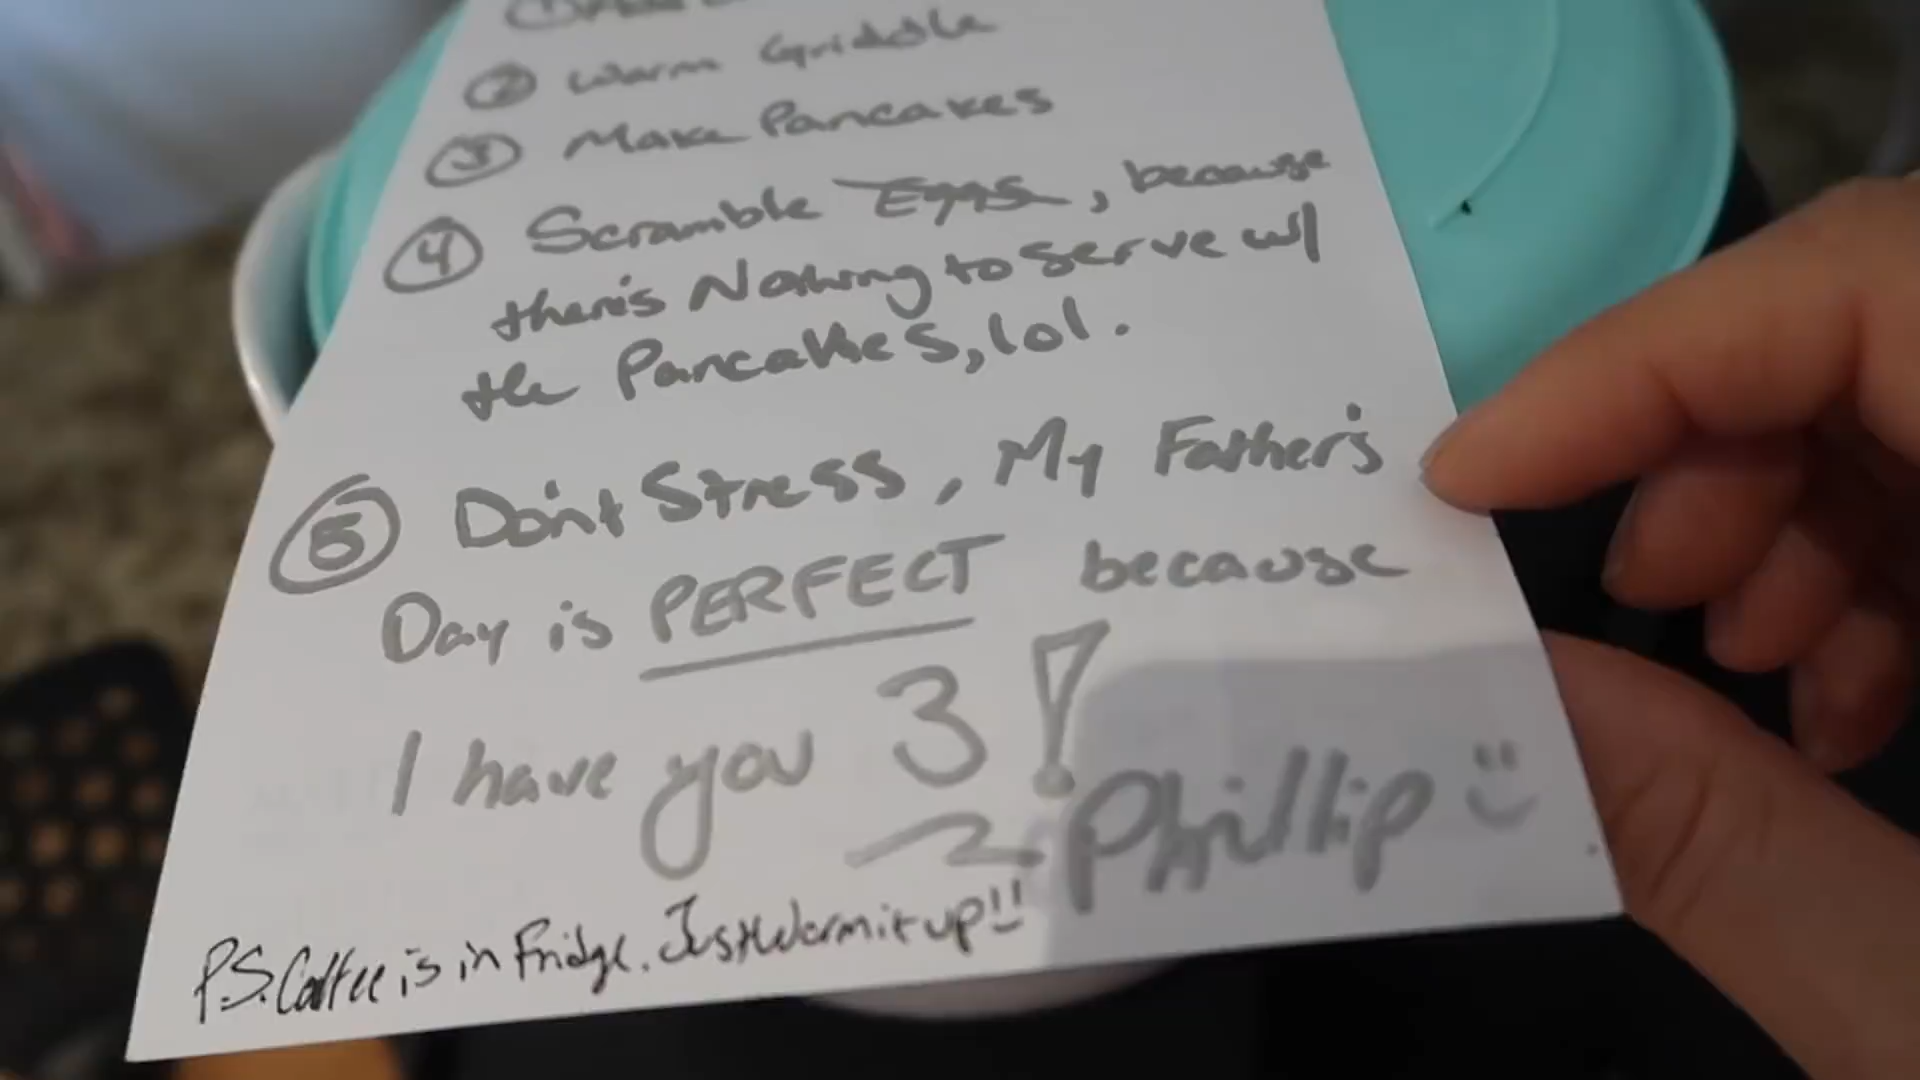 ② Warm Griddle
③ Make Pancakes
④ Scramble Eggs, because
there's Nothing to serve w/
the Pancakes, lol.
⑤ Don't Stress, My Father's
Day is PERFECT because
I have you 3!
~Phillip
P.S. Coffee is in Fridge. Just Warm it up!!